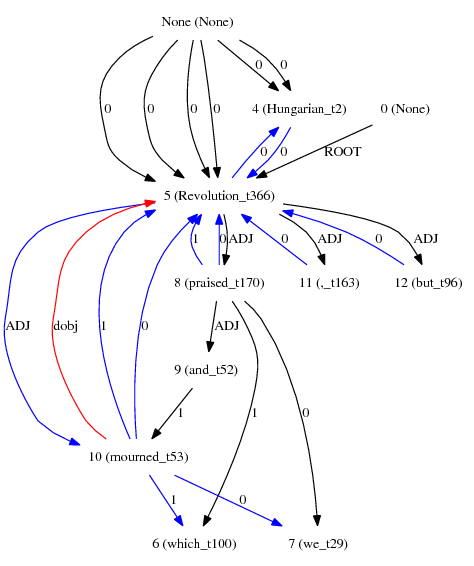 None (None)
0 0 0 0 0 0
4 (Hungarian_t2) 0 (None)
0 0 ROOT
5 (Revolution_t366)
1 0 ADJ 0 ADJ 0 ADJ
8 (praised_t170) 11 (,_t163) 12 (but_t96)
ADJ dobj 1 0 ADJ
9 (and_t52)
1 1 0
10 (mourned_t53)
1 0
6 (which_t100) 7 (we_t29)